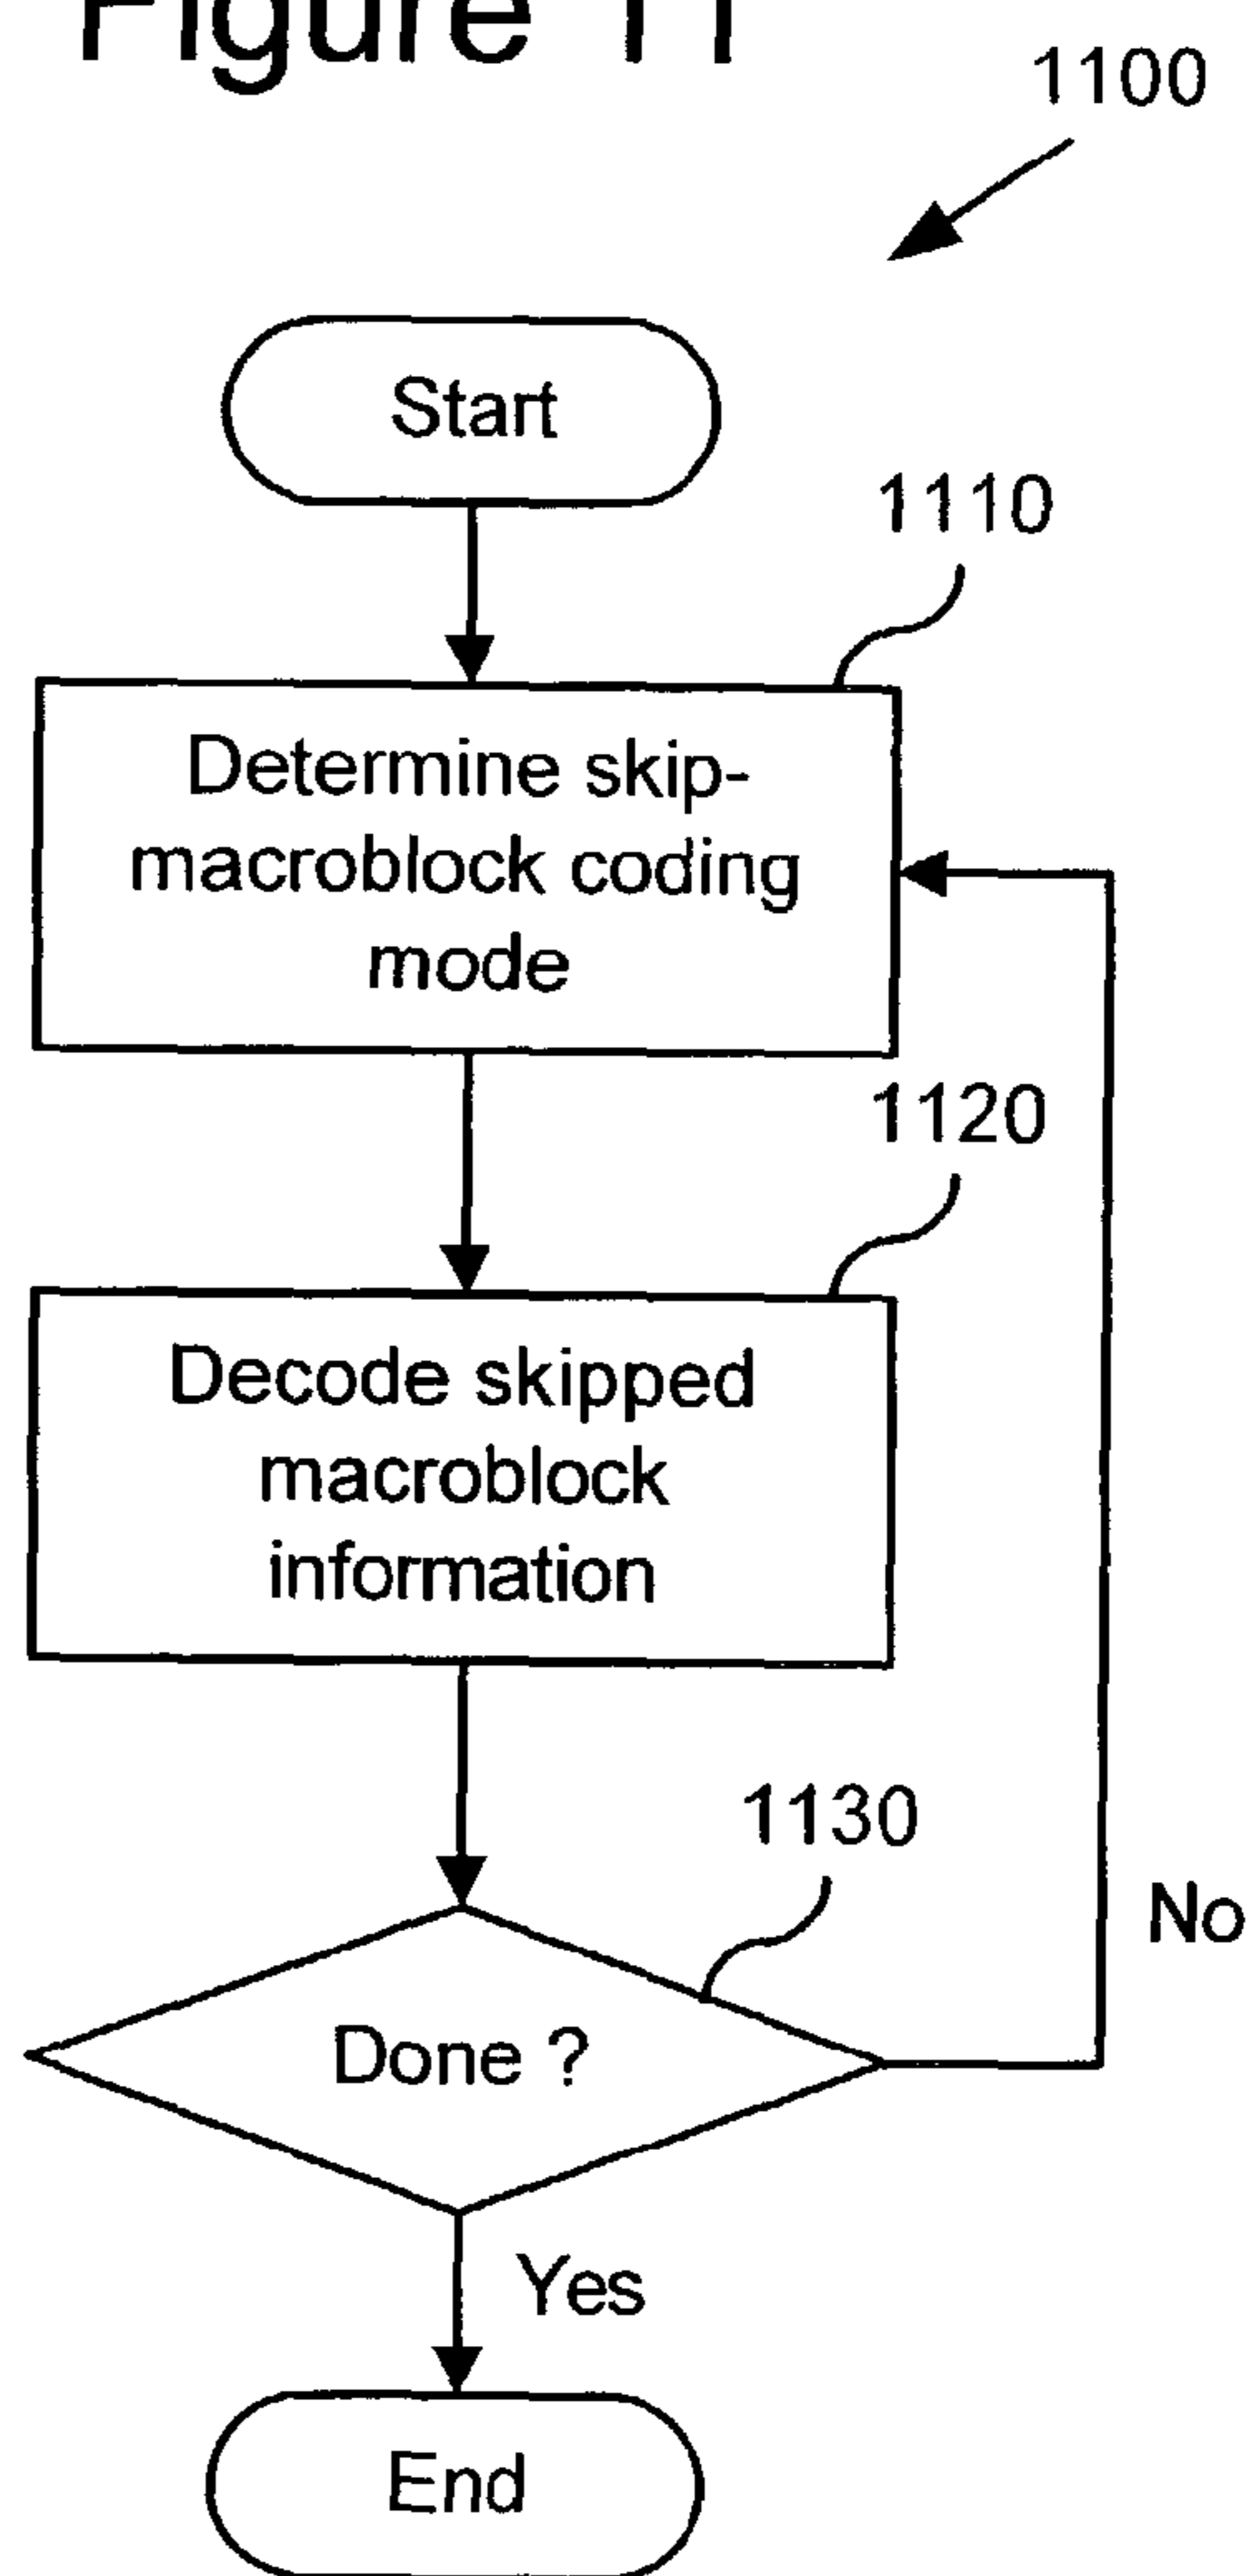 Figure 11
1100
Start
1110
Determine skip-
macroblock coding
mode
1120
Decode skipped
macroblock
information
1130
No
Done ?
Yes
End